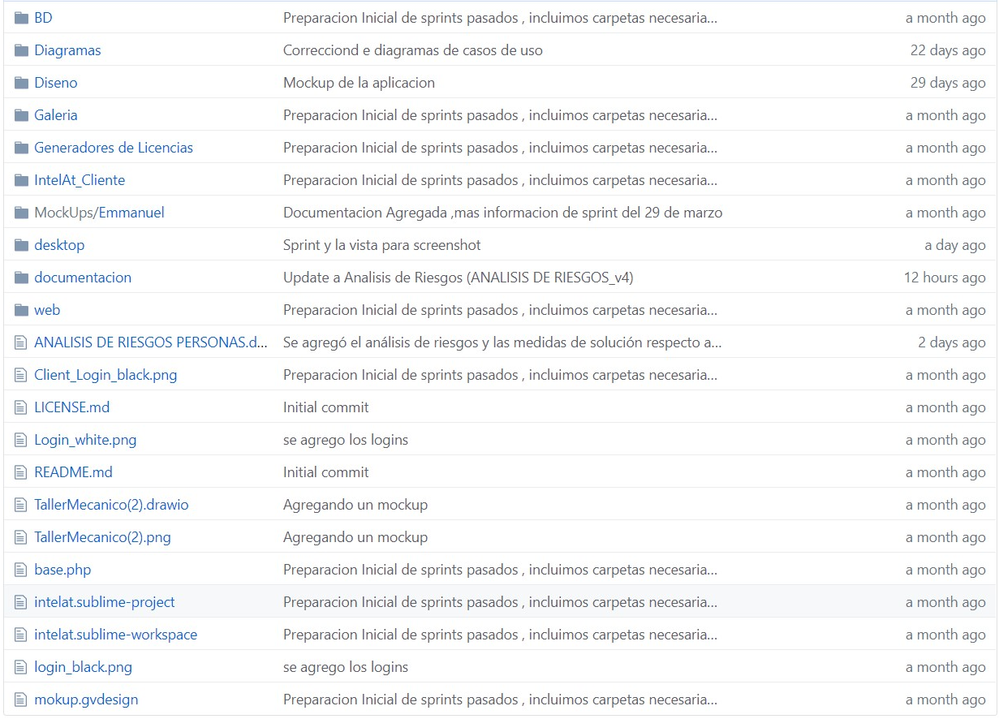 BD Preparacion Inicial de sprints pasados , incluimos carpetas necesaria... a month ago
Diagramas Correcciond e diagramas de casos de uso 22 days ago
Diseno Mockup de la aplicacion 29 days ago
Galeria Preparacion Inicial de sprints pasados , incluimos carpetas necesaria... a month ago
Generadores de Licencias Preparacion Inicial de sprints pasados , incluimos carpetas necesaria... a month ago
IntelAt_Cliente Preparacion Inicial de sprints pasados , incluimos carpetas necesaria... a month ago
MockUps/Emmanuel Documentacion Agregada ,mas informacion de sprint del 29 de marzo a month ago
desktop Sprint y la vista para screenshot a day ago
documentacion Update a Analisis de Riesgos (ANALISIS DE RIESGOS_v4) 12 hours ago
web Preparacion Inicial de sprints pasados , incluimos carpetas necesaria... a month ago
ANALISIS DE RIESGOS PERSONAS.d... Se agregó el análisis de riesgos y las medidas de solución respecto a... 2 days ago
Client_Login_black.png Preparacion Inicial de sprints pasados , incluimos carpetas necesaria... a month ago
LICENSE.md Initial commit a month ago
Login_white.png se agrego los logins a month ago
README.md Initial commit a month ago
TallerMecanico(2).drawio Agregando un mockup a month ago
TallerMecanico(2).png Agregando un mockup a month ago
base.php Preparacion Inicial de sprints pasados , incluimos carpetas necesaria... a month ago
intelat.sublime-project Preparacion Inicial de sprints pasados , incluimos carpetas necesaria... a month ago
intelat.sublime-workspace Preparacion Inicial de sprints pasados , incluimos carpetas necesaria... a month ago
login_black.png se agrego los logins a month ago
mokup.gvdesign Preparacion Inicial de sprints pasados , incluimos carpetas necesaria... a month ago